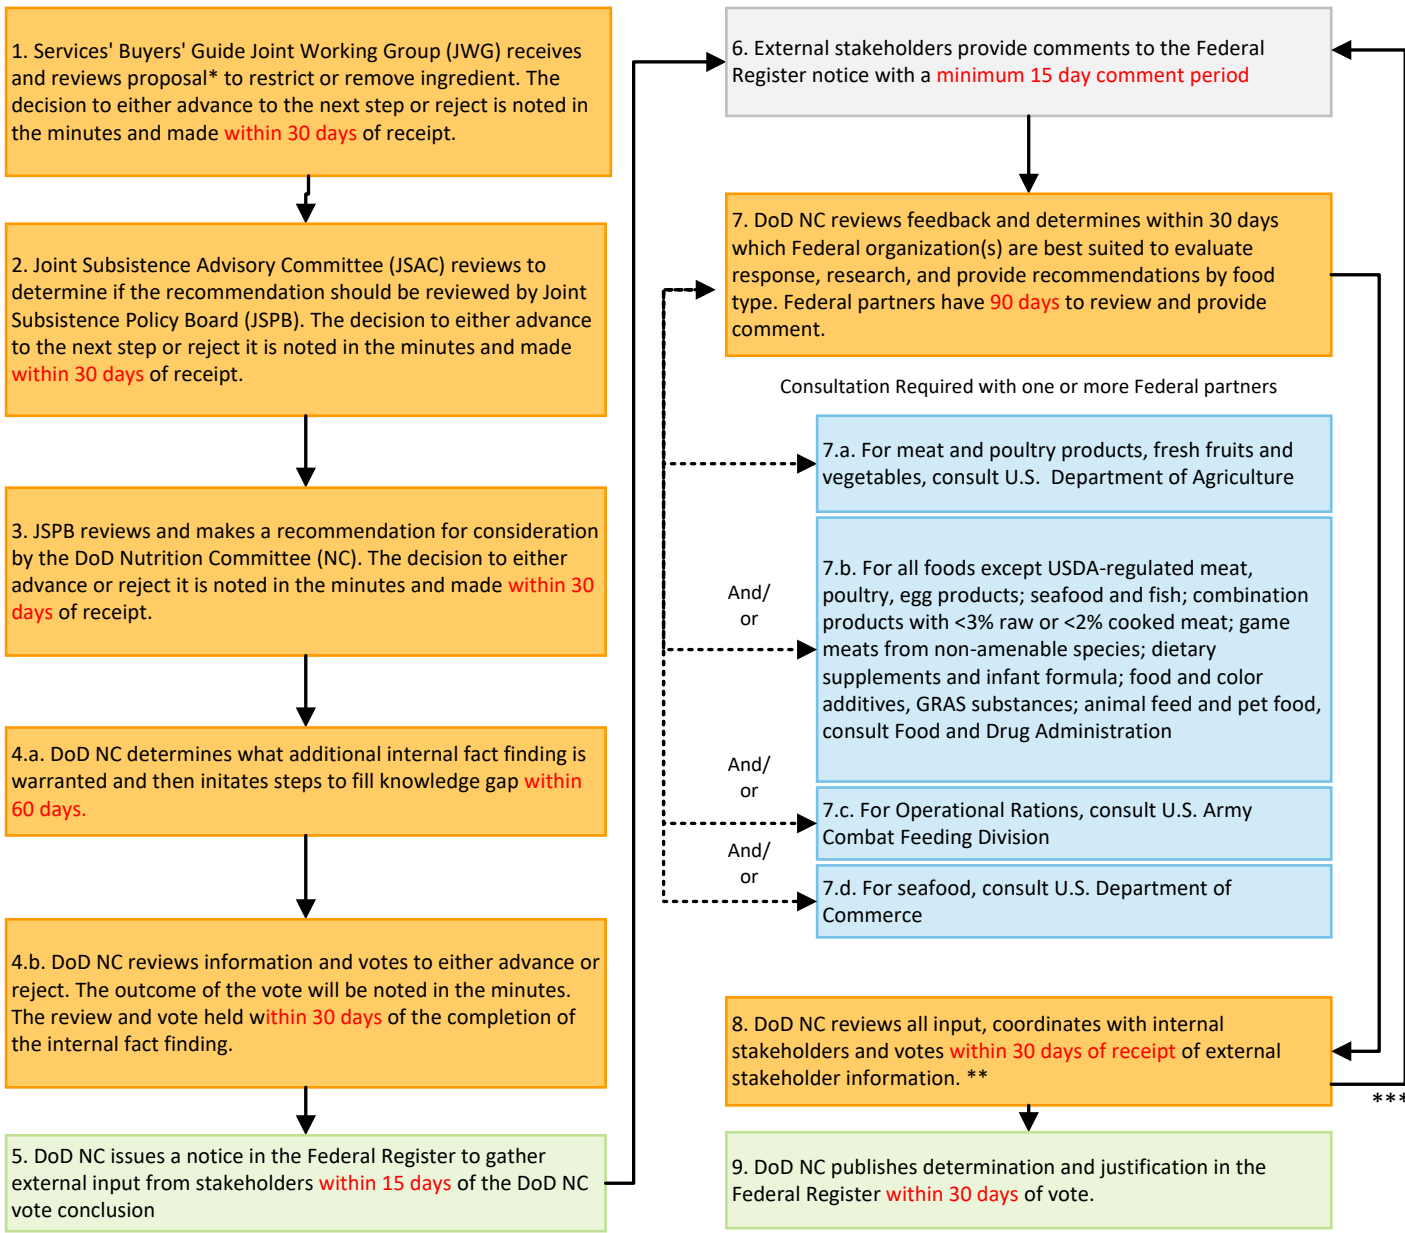 1. Services' Buyers' Guide Joint Working Group (JWG) receives
and reviews proposal* to restrict or remove ingredient. The
decision to either advance to the next step or reject is noted in
the minutes and made within 30 days of receipt.
2. Joint Subsistence Advisory Committee (JSAC) reviews to
determine if the recommendation should be reviewed by Joint
Subsistence Policy Board (JSPB). The decision to either advance
to the next step or reject it is noted in the minutes and made
within 30 days of receipt.
3. JSPB reviews and makes a recommendation for consideration
by the DoD Nutrition Committee (NC). The decision to either
advance or reject it is noted in the minutes and made within 30
days of receipt.
4.a. DoD NC determines what additional internal fact finding is
warranted and then initates steps to fill knowledge gap within
60 days.
4.b. DoD NC reviews information and votes to either advance or
reject. The outcome of the vote will be noted in the minutes.
The review and vote held within 30 days of the completion of
the internal fact finding.
5. DoD NC issues a notice in the Federal Register to gather
external input from stakeholders within 15 days of the DoD NC
vote conclusion
6. External stakeholders provide comments to the Federal
Register notice with a minimum 15 day comment period
7. DoD NC reviews feedback and determines within 30 days
which Federal organization(s) are best suited to evaluate
response, research, and provide recommendations by food
type. Federal partners have 90 days to review and provide
comment.
Consultation Required with one or more Federal partners
7.a. For meat and poultry products, fresh fruits and
vegetables, consult U.S.  Department of Agriculture
And/
or
7.b. For all foods except USDA-regulated meat,
poultry, egg products; seafood and fish; combination
products with <3% raw or <2% cooked meat; game
meats from non-amenable species; dietary
supplements and infant formula; food and color
additives, GRAS substances; animal feed and pet food,
consult Food and Drug Administration
And/
or
7.c. For Operational Rations, consult U.S. Army
Combat Feeding Division
And/
or
7.d. For seafood, consult U.S. Department of
Commerce
8. DoD NC reviews all input, coordinates with internal
stakeholders and votes within 30 days of receipt of external
stakeholder information. **
***
9. DoD NC publishes determination and justification in the
Federal Register within 30 days of vote.